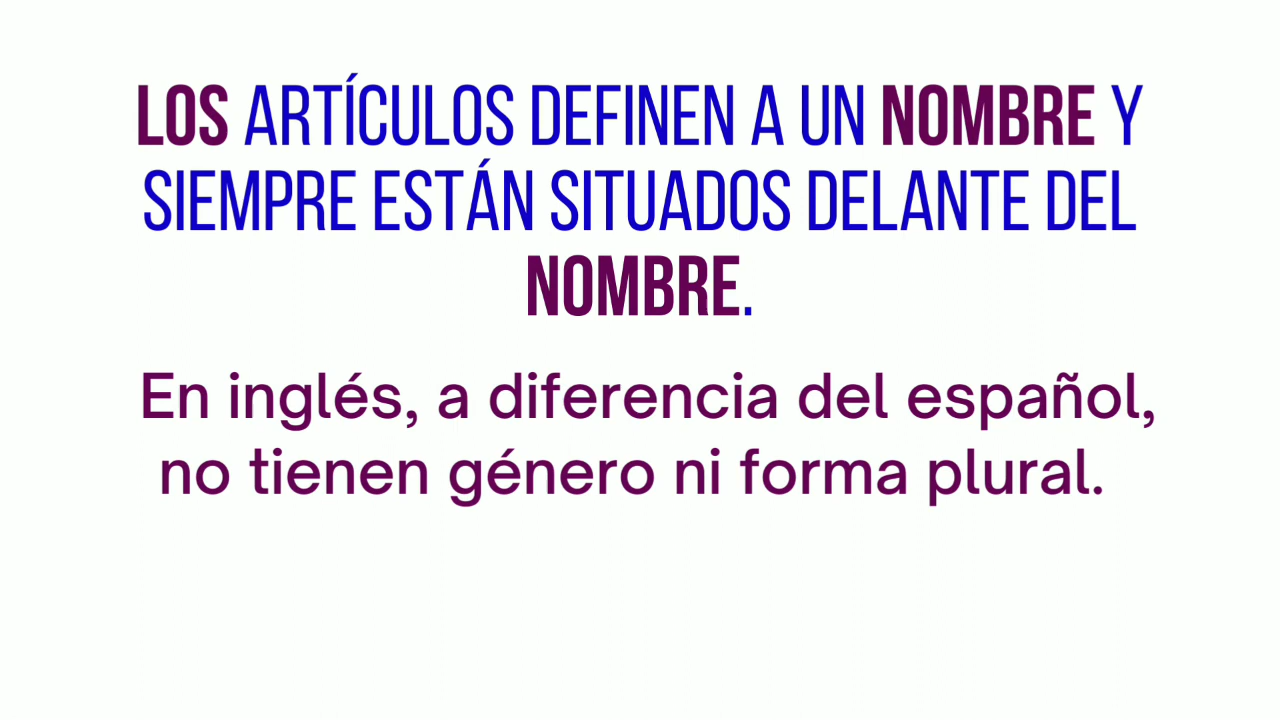 LOS ARTÍCULOS DEFINEN A UN NOMBRE Y
SIEMPRE ESTÁN SITUADOS DELANTE DEL
NOMBRE.
En inglés, a diferencia del español,
no tienen género ni forma plural.